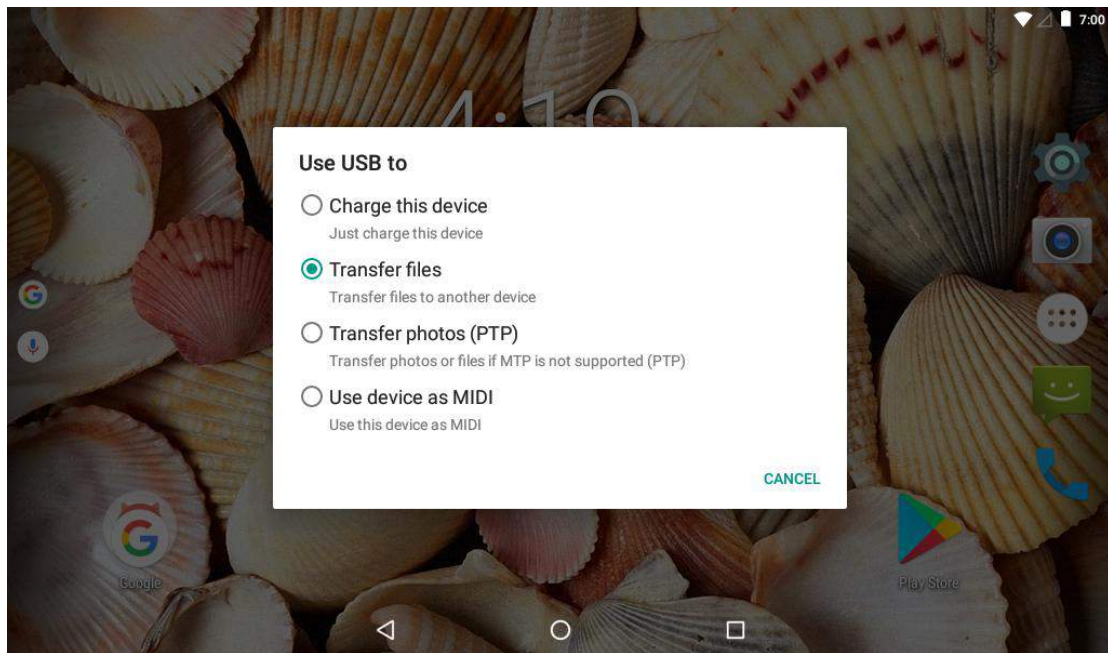 7:00
Use USB to
Charge this device
Just charge this device
Transfer files
Transfer files to another device
Transfer photos (PTP)
Transfer photos or files if MTP is not supported (PTP)
Use device as MIDI
Use this device as MIDI
CANCEL
Google
Play Store